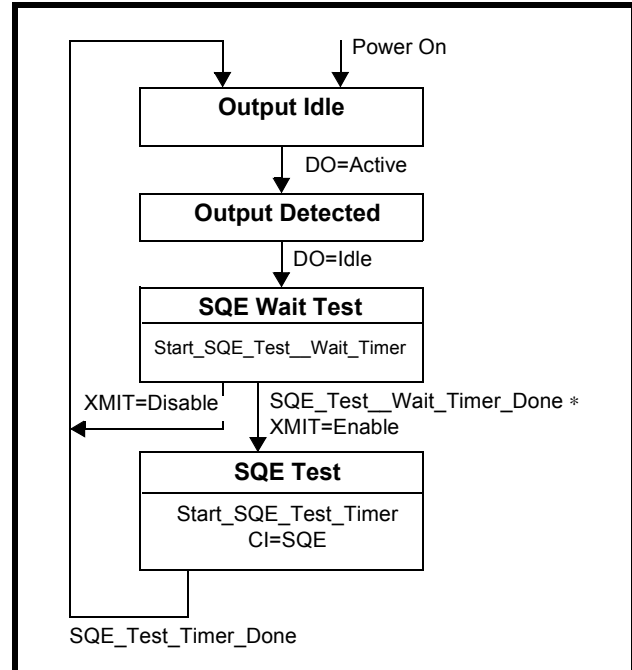 Power On
Output Idle
DO=Active
Output Detected
DO=Idle
SQE Wait Test
Start_SQE_Test__Wait_Timer
XMIT=Disable
SQE_Test__Wait_Timer_Done *
XMIT=Enable
SQE Test
Start_SQE_Test_Timer
CI=SQE
SQE_Test_Timer_Done